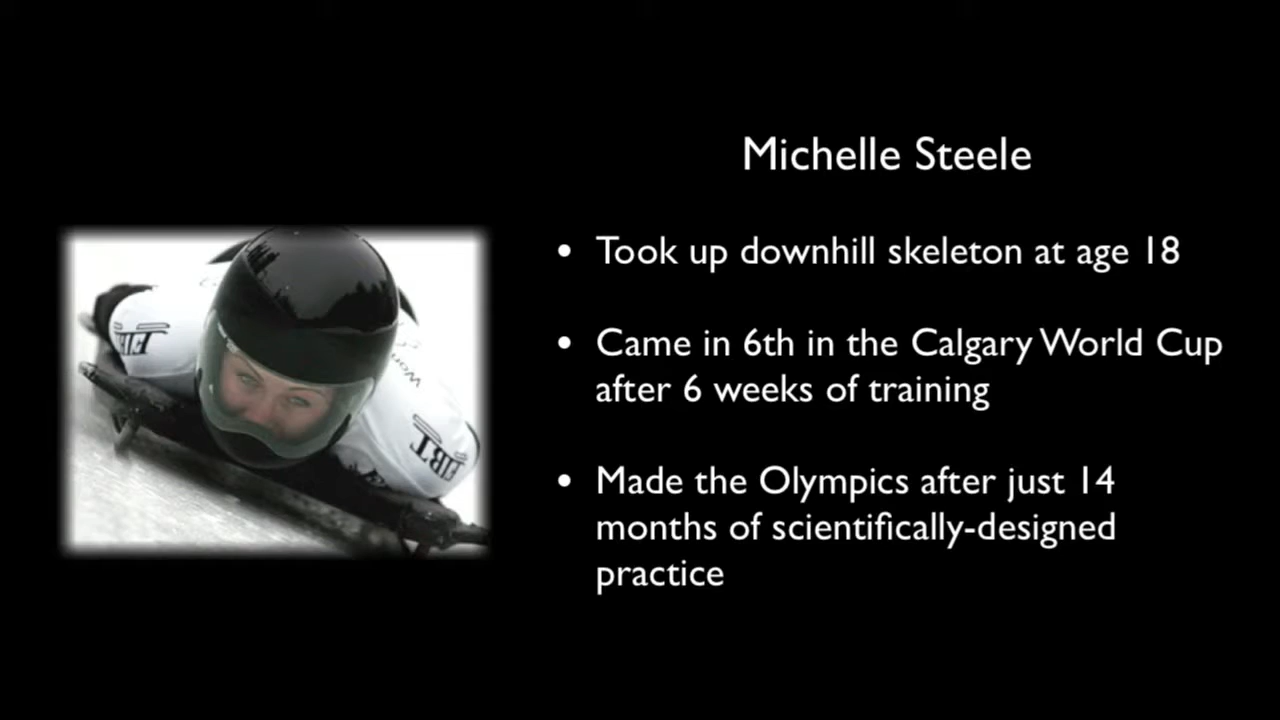 Michelle Steele
• Took up downhill skeleton at age 18
• Came in 6th in the Calgary World Cup
after 6 weeks of training
• Made the Olympics after just 14
months of scientifically-designed
practice
FIBT